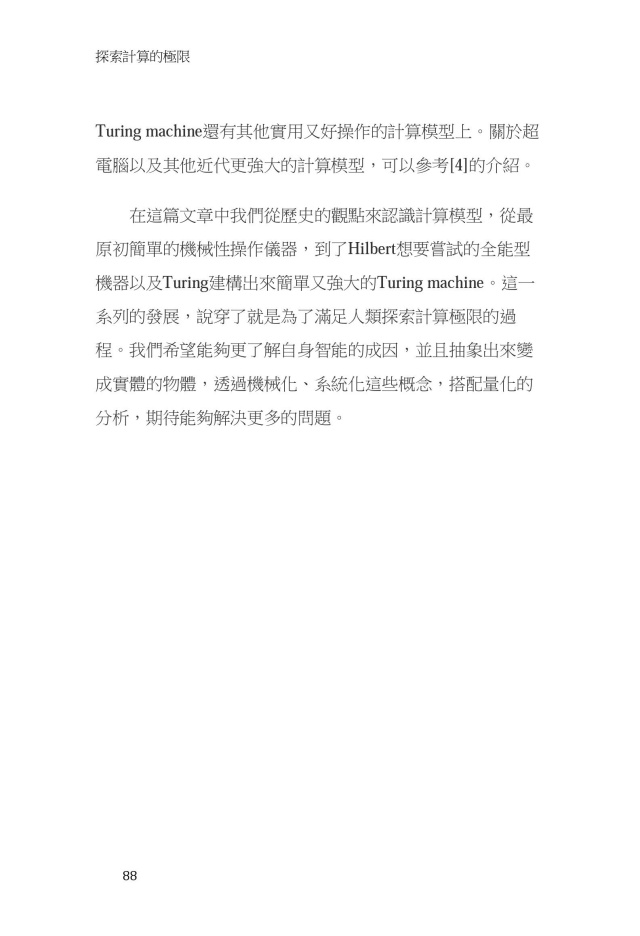 探索計算的極限
Turing machine還有其他實用又好操作的計算模型上。關於超
電腦以及其他近代更強大的計算模型，可以參考[4]的介紹。
在這篇文章中我們從歷史的觀點來認識計算模型，從最
原初簡單的機械性操作儀器，到了Hilbert想要嘗試的全能型
機器以及Turing建構出來簡單又強大的Turing machine。這一
系列的發展，說穿了就是為了滿足人類探索計算極限的過
程。我們希望能夠更了解自身智能的成因，並且抽象出來變
成實體的物體，透過機械化、系統化這些概念，搭配量化的
分析，期待能夠解決更多的問題。
88